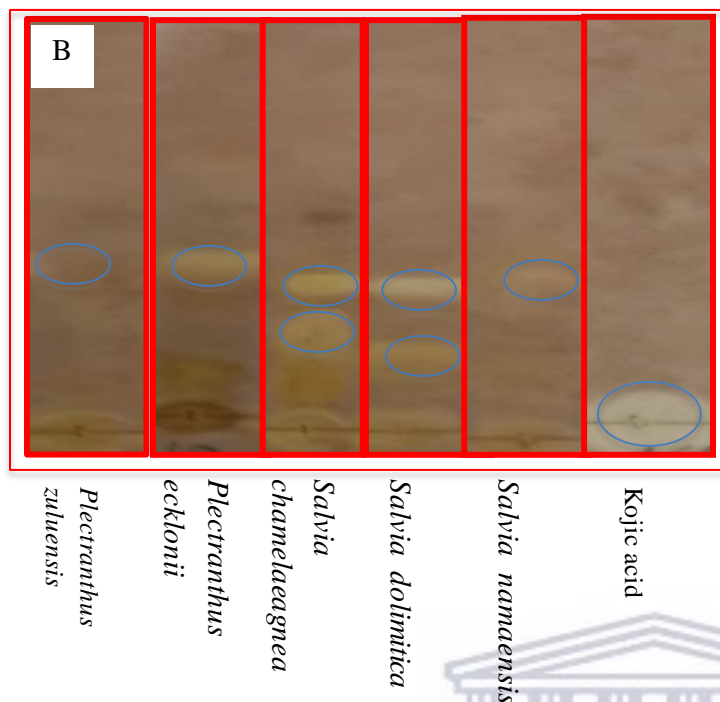 B
Plectranthus
zuluensis
Plectranthus
ecklonii
Salvia
chamelaeagnea
Salvia dolimitica
Salvia namaensis
Kojic acid